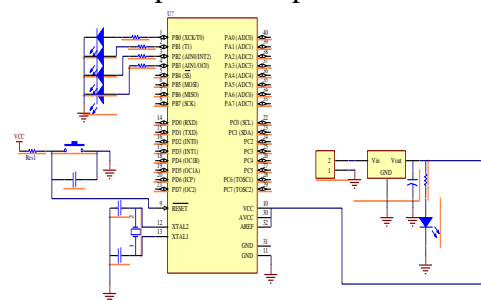 U?
1 PB0 (XCK/T0) PA0 (ADC0) 40
PB1 (T1) PA1 (ADC1)
PB2 (AIN0/INT2) PA2 (ADC2)
PB3 (AIN1/OC0) PA3 (ADC3)
PB4 (SS) PA4 (ADC4)
PB5 (MOSI) PA5 (ADC5)
PB6 (MISO) PA6 (ADC6)
PB7 (SCK) PA7 (ADC7)
14 PD0 (RXD) PC0 (SCL) 22
PD1 (TXD) PC1 (SDA)
PD2 (INT0) PC2
PD3 (INT1) PC3
PD4 (OC1B) PC4
PD5 (OC1A) PC5
PD6 (ICP) PC6 (TOSC1)
PD7 (OC2) PC7 (TOSC2)
VCC
Res1
2
1
Vin Vout
GND
9 RESET VCC 10
AVCC 30
AREF 32
12 XTAL2
13 XTAL1 GND 31
GND 11
2
1